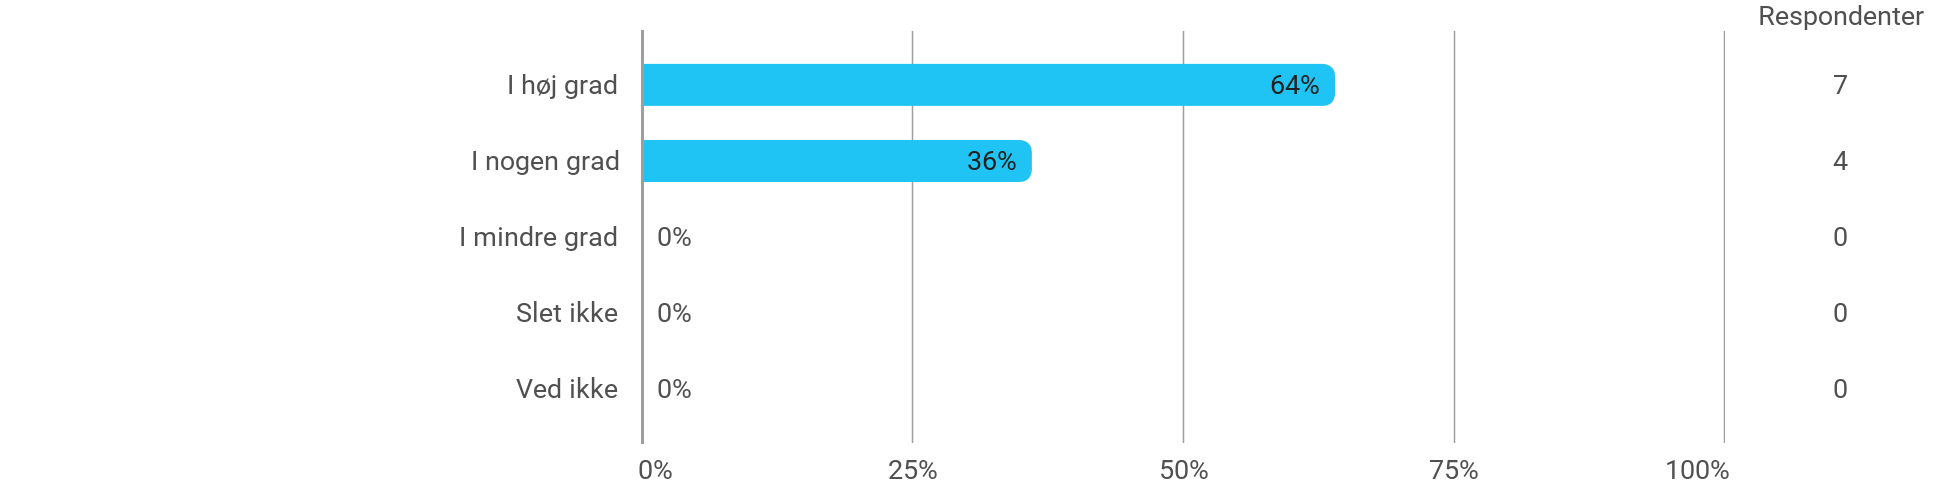 Respondenter
I høj grad 64% 7
I nogen grad 36% 4
I mindre grad 0% 0
Slet ikke 0% 0
Ved ikke 0% 0
0% 25% 50% 75% 100%